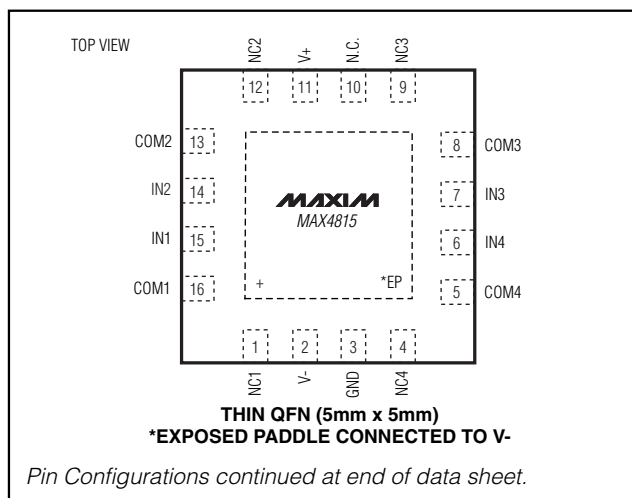 TOP VIEW
NC2
V+
N.C.
NC3
12
11
10
9
COM2 13
8 COM3
IN2 14
7 IN3
IN1 15
6 IN4
COM1 16
5 COM4
MAXIM
MAX4815
+
*EP
1
2
3
4
NC1
V-
GND
NC4
THIN QFN (5mm x 5mm)
*EXPOSED PADDLE CONNECTED TO V-
Pin Configurations continued at end of data sheet.